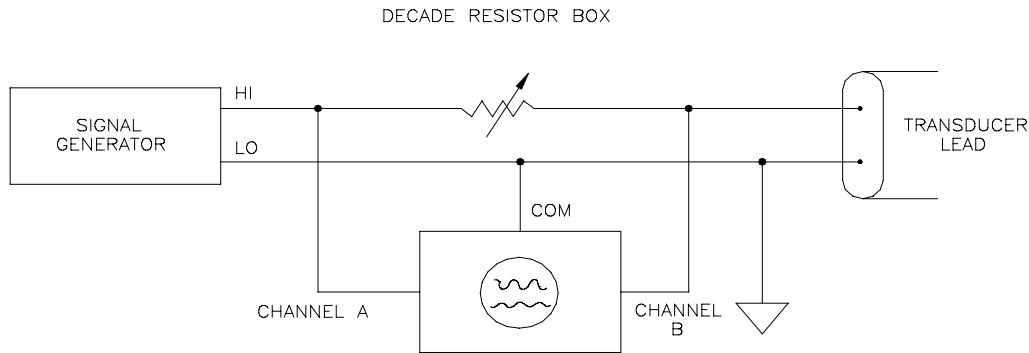 DECADE RESISTOR BOX
HI
SIGNAL
GENERATOR
LO
TRANSDUCER
LEAD
COM
CHANNEL A
CHANNEL
B